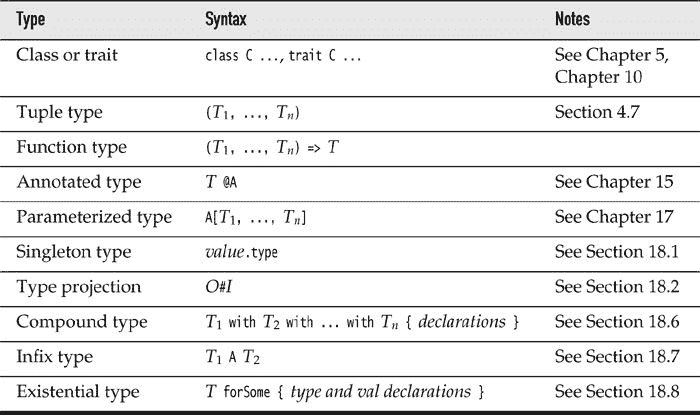 Type Syntax Notes
Class or trait class C ..., trait C ... See Chapter 5,
Chapter 10
Tuple type (T1, ..., Tn) Section 4.7
Function type (T1, ..., Tn) => T
Annotated type T @A See Chapter 15
Parameterized type A[T1, ..., Tn] See Chapter 17
Singleton type value.type See Section 18.1
Type projection O#I See Section 18.2
Compound type T1 with T2 with ... with Tn { declarations } See Section 18.6
Infix type T1 A T2 See Section 18.7
Existential type T forSome { type and val declarations } See Section 18.8